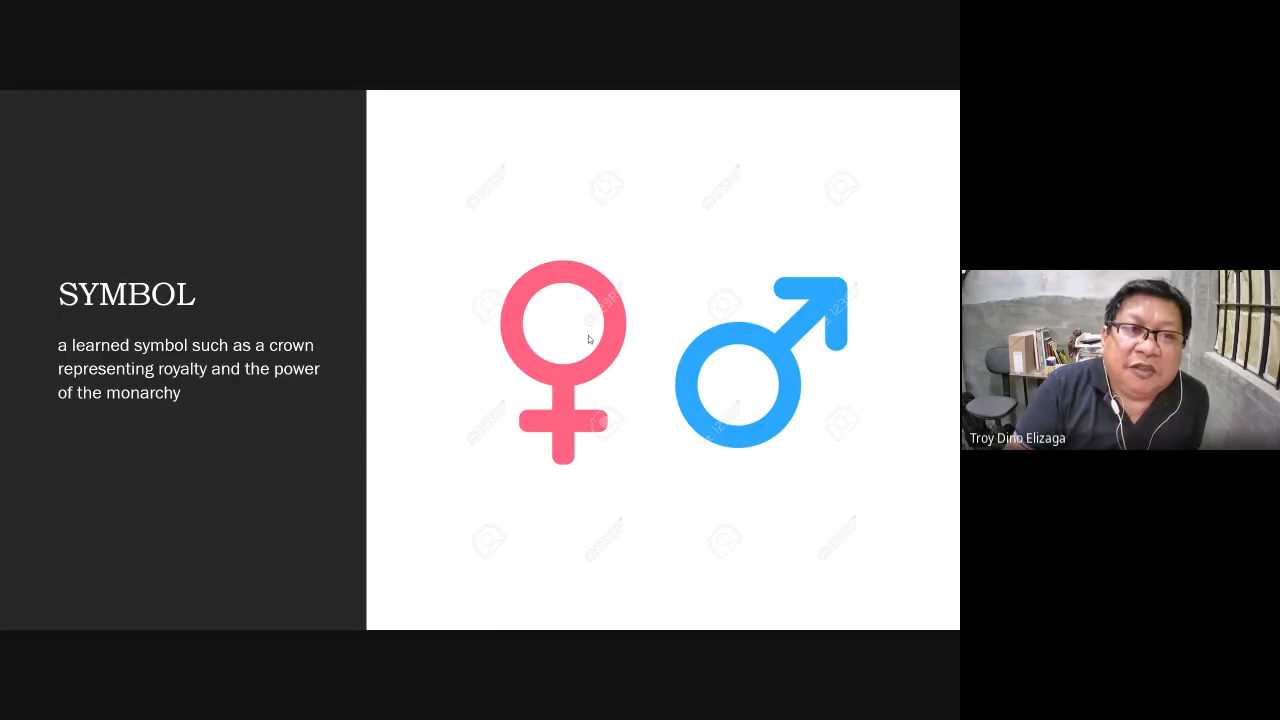 SYMBOL
a learned symbol such as a crown
representing royalty and the power
of the monarchy
Troy Dino Elizaga